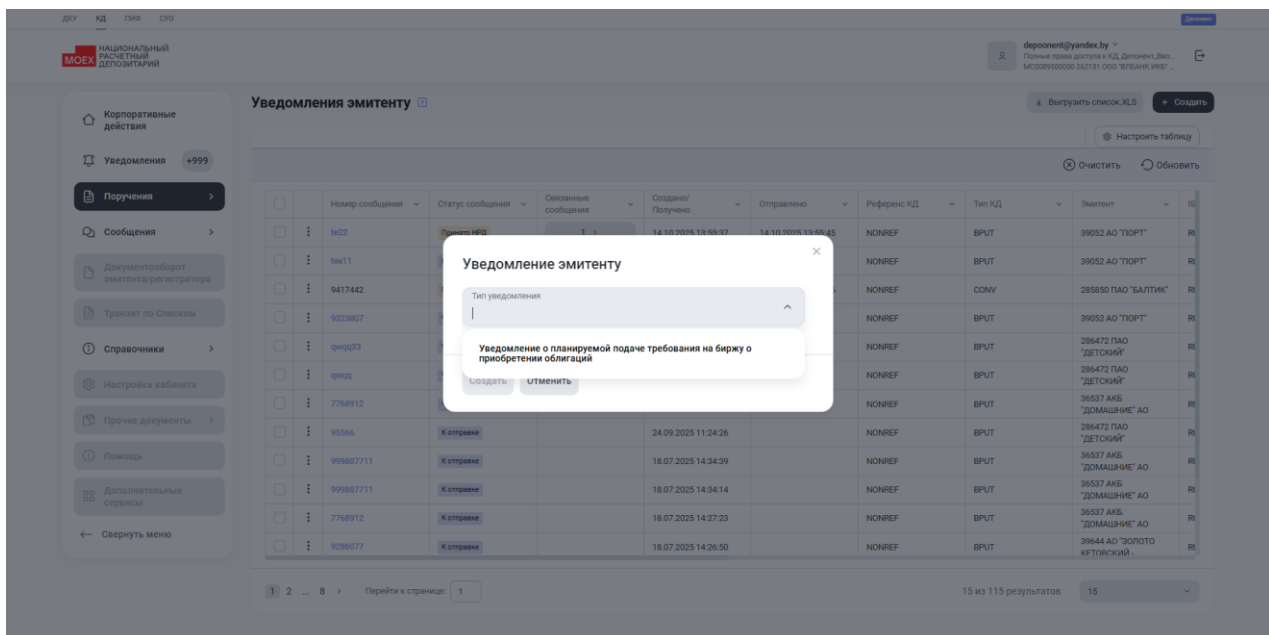 ДКУ КД ПИФ СУО
Депонент
MOEX НАЦИОНАЛЬНЫЙ
РАСЧЕТНЫЙ
ДЕПОЗИТАРИЙ
depoonent@yandex.by
Полные права доступа к КД, Депонент_Вво...
MC0089500000 262181 ООО "ВЛБАНК ИКБ" ...
Корпоративные
действия
Уведомления +999
Поручения
Сообщения
Документооборот
эмитента/регистратора
Транзит по Спискам
Справочники
Настройки кабинета
Прочие документы
Помощь
Дополнительные
сервисы
Свернуть меню
Уведомления эмитенту ?
Выгрузить список.XLS + Создать
Настроить таблицу
Очистить Обновить
Номер сообщения Статус сообщения Связанные
сообщения Создано/
Получено Отправлено Референс КД Тип КД Эмитент IS
te22 Принято НРД 1 14.10.2025 13:55:37 14.10.2025 13:55:45 NONREF BPUT 39052 АО "ПОРТ" RU
tee11 NONREF BPUT 39052 АО "ПОРТ"
9417442 NONREF CONV 285850 ПАО "БАЛТИК"
9323807 NONREF BPUT 39052 АО "ПОРТ"
qwqq33 NONREF BPUT 286472 ПАО
"ДЕТСКИЙ"
qwqq NONREF BPUT 286472 ПАО
"ДЕТСКИЙ"
7768912 NONREF BPUT 36537 АКБ
"ДОМАШНИЕ" АО
95566 К отправке 24.09.2025 11:24:26 NONREF BPUT 286472 ПАО
"ДЕТСКИЙ"
999887711 К отправке 18.07.2025 14:34:39 NONREF BPUT 36537 АКБ
"ДОМАШНИЕ" АО
999887711 К отправке 18.07.2025 14:34:14 NONREF BPUT 36537 АКБ
"ДОМАШНИЕ" АО
7768912 К отправке 18.07.2025 14:27:23 NONREF BPUT 36537 АКБ
"ДОМАШНИЕ" АО
9286077 К отправке 18.07.2025 14:26:50 NONREF BPUT 39644 АО "ЗОЛОТО
КЕТОВСКИЙ -
Уведомление эмитенту
Тип уведомления
Уведомление о планируемой подаче требования на биржу о
приобретении облигаций
Создать Отменить
1 2 ... 8 Перейти к странице: 1
15 из 115 результатов 15